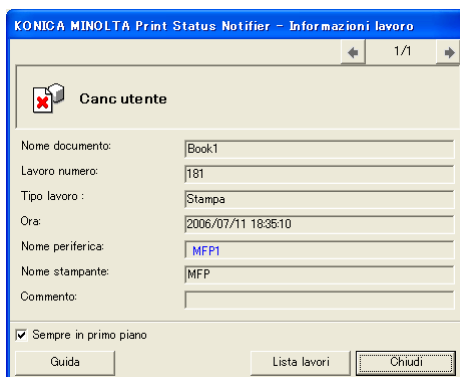 KONICA MINOLTA Print Status Notifier - Informazioni lavoro
1/1
Canc utente
Nome documento: Book1
Lavoro numero: 181
Tipo lavoro : Stampa
Ora: 2006/07/11 18:35:10
Nome periferica: MFP1
Nome stampante: MFP
Commento:
Sempre in primo piano
Guida Lista lavori Chiudi